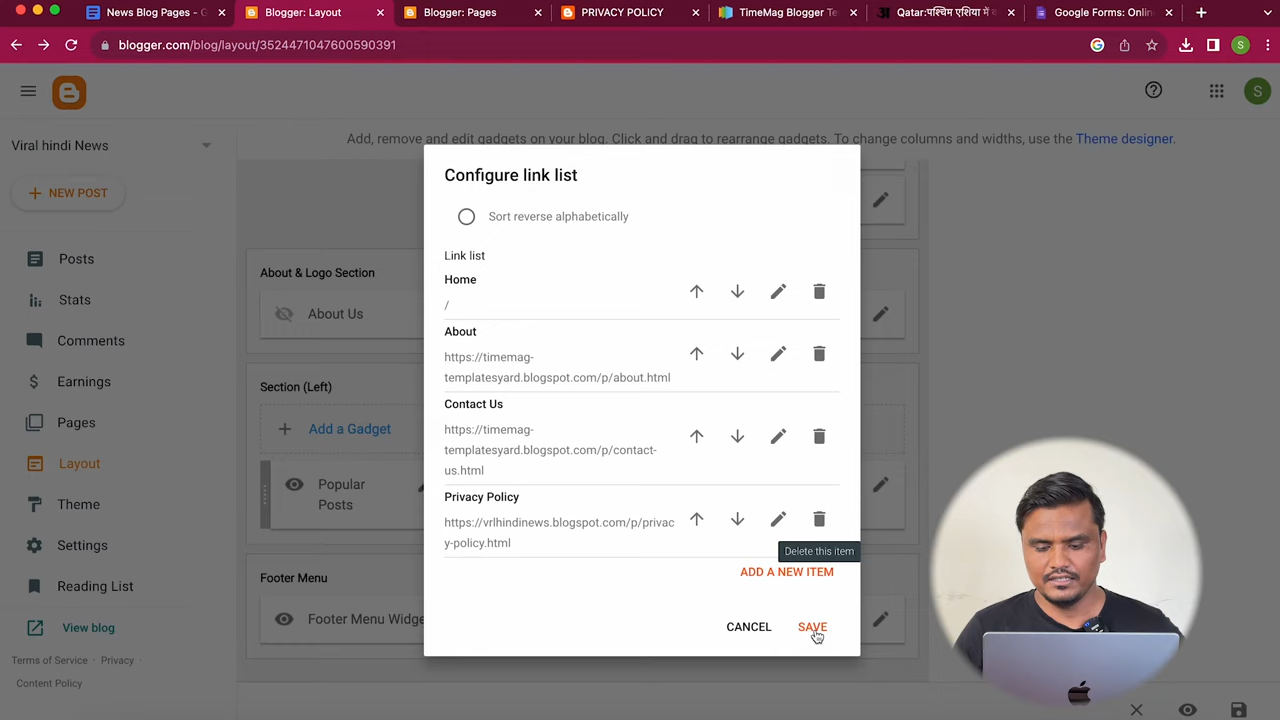 News Blog Pages - G
Blogger: Layout
Blogger: Pages
PRIVACY POLICY
TimeMag Blogger Te
Qatar:पश्चिम एशिया में क
Google Forms: Onlin
blogger.com/blog/layout/3524471047600590391
S
S
Viral hindi News
NEW POST
Posts
Stats
Comments
Earnings
Pages
Layout
Theme
Settings
Reading List
View blog
Terms of Service · Privacy ·
Content Policy
Add, remove and edit gadgets on your blog. Click and drag to rearrange gadgets. To change columns and widths, use the Theme designer.
About & Logo Section
About Us
Section (Left)
Add a Gadget
Popular
Posts
Footer Menu
Footer Menu Widge
Configure link list
Sort reverse alphabetically
Link list
Home
/
About
https://timemag-
templatesyard.blogspot.com/p/about.html
Contact Us
https://timemag-
templatesyard.blogspot.com/p/contact-
us.html
Privacy Policy
https://vrlhindinews.blogspot.com/p/privac
y-policy.html
Delete this item
ADD A NEW ITEM
CANCEL
SAVE